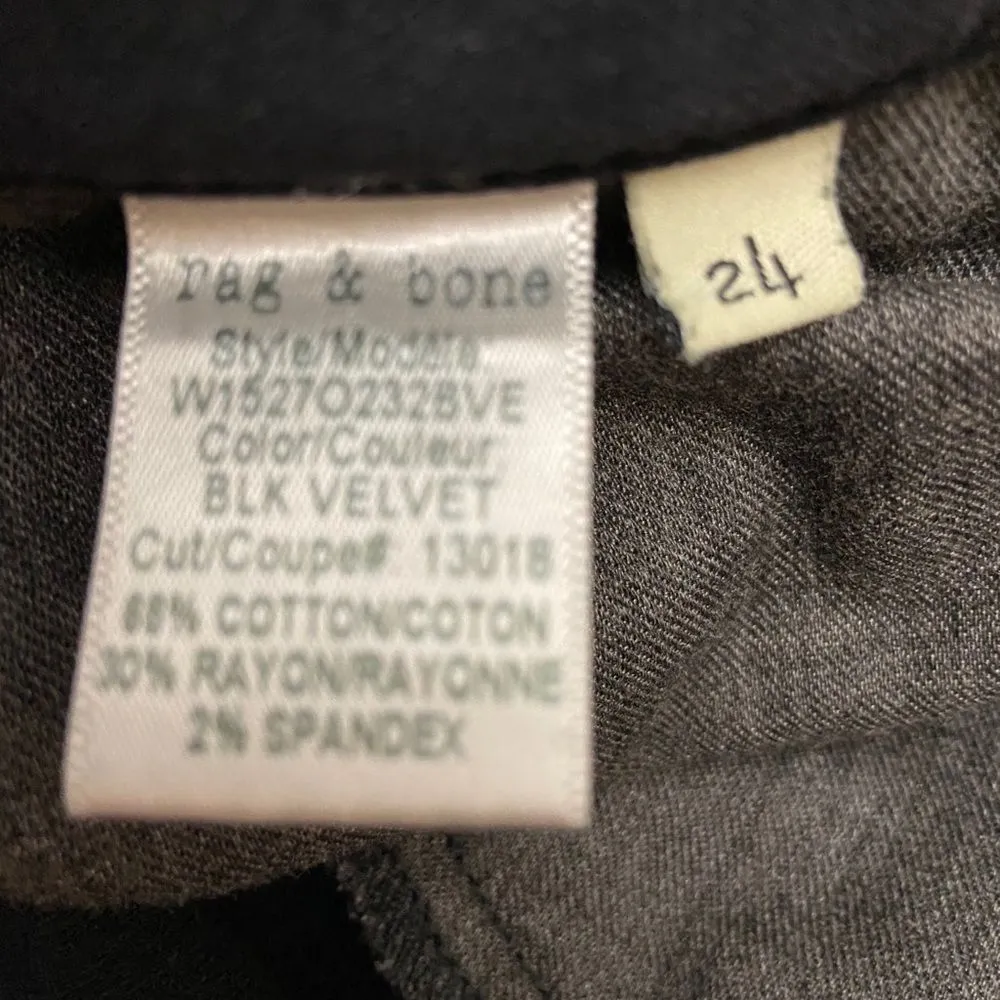 rag & bone
Style/Modèle
W1527O232BVE
Color/Couleur
BLK VELVET
Cut/Coupe# 1301B
68% COTTON/COTON
30% RAYON/RAYONNE
2% SPANDEX
24